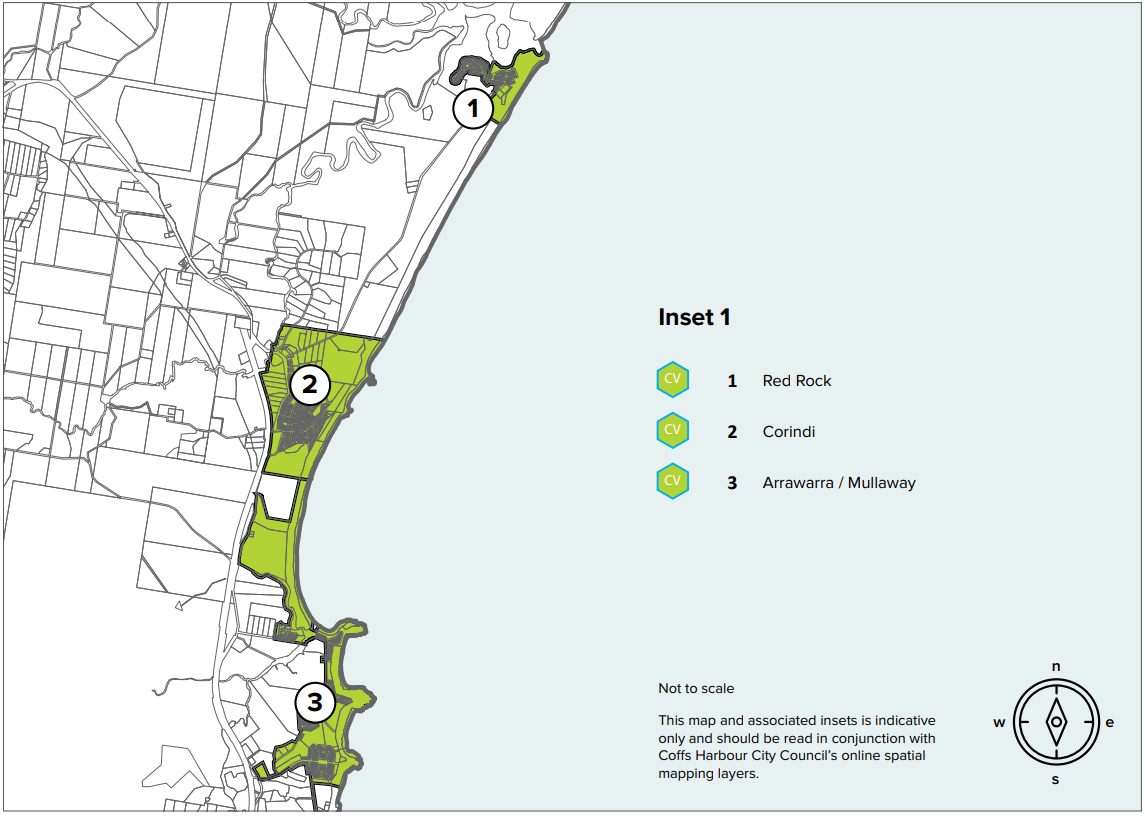 1
2
3
Inset 1
CV 1 Red Rock
CV 2 Corindi
CV 3 Arrawarra / Mullaway
Not to scale
This map and associated insets is indicative
only and should be read in conjunction with
Coffs Harbour City Council's online spatial
mapping layers.
n
w e
s